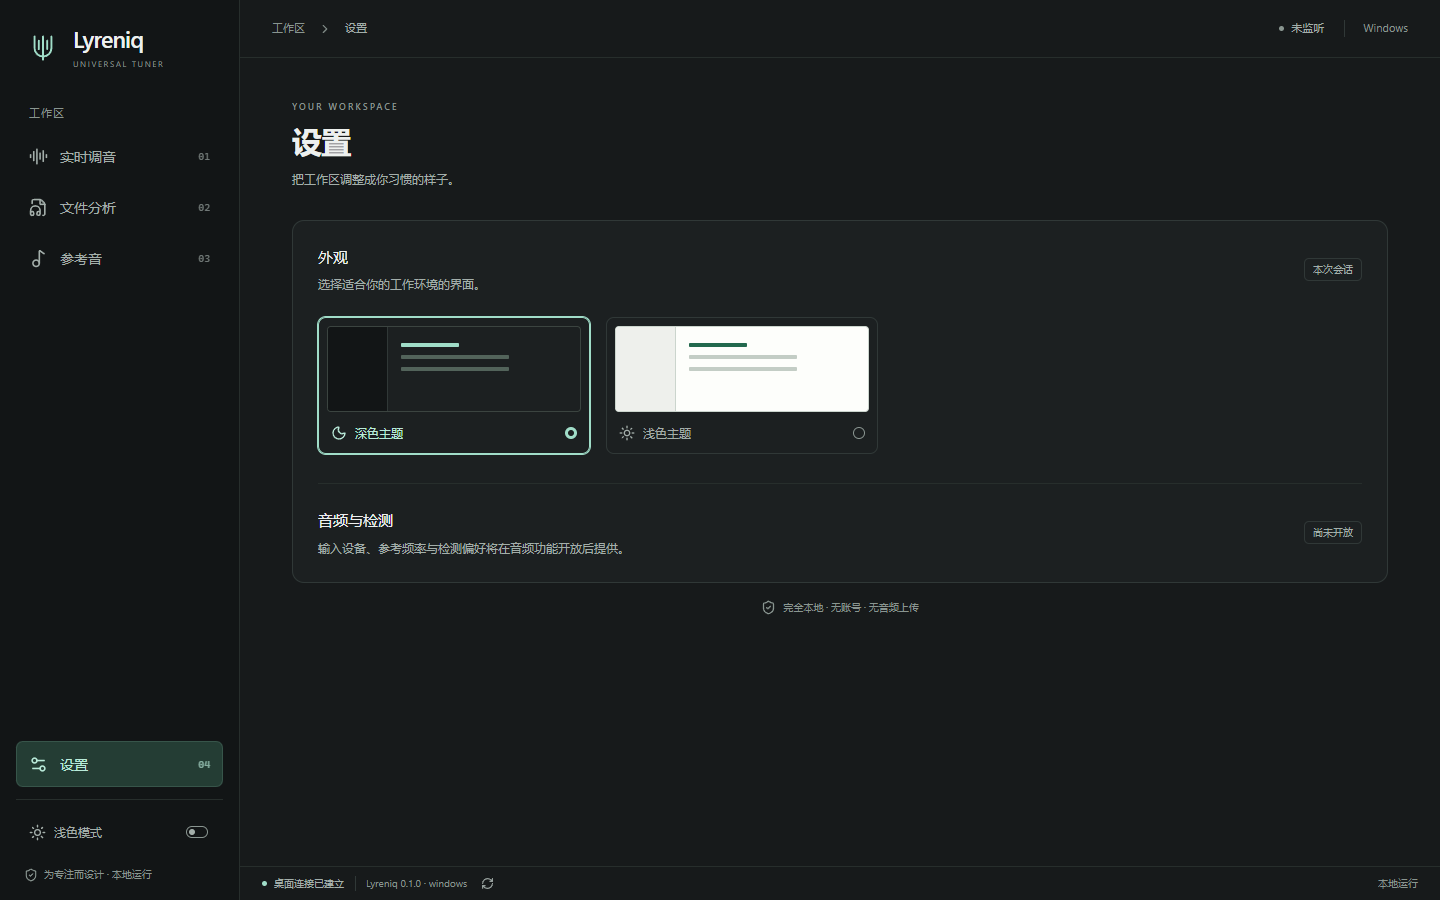 Lyreniq
UNIVERSAL TUNER
工作区
实时调音 01
文件分析 02
参考音 03
设置 04
浅色模式
为专注而设计 · 本地运行
工作区 > 设置
未监听
Windows
YOUR WORKSPACE
设置
把工作区调整成你习惯的样子。
外观
选择适合你的工作环境的界面。
本次会话
深色主题
浅色主题
音频与检测
输入设备、参考频率与检测偏好将在音频功能开放后提供。
尚未开放
完全本地 · 无账号 · 无音频上传
桌面连接已建立
Lyreniq 0.1.0 · windows
本地运行